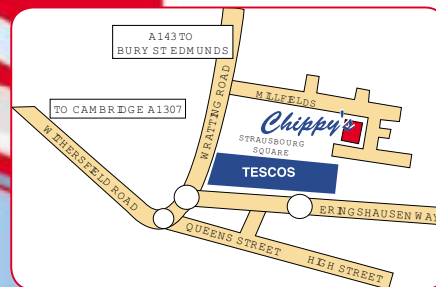 A143 TO
BURY ST EDMUNDS
TO CAMBRIDGE A1307
WRATTING ROAD
MILLFIELDS
Chippy's
STRAUSBOURG
SQUARE
TESCOS
WITHERSFIELD ROAD
ERINGSHAUSEN WAY
QUEENS STREET
HIGH STREET